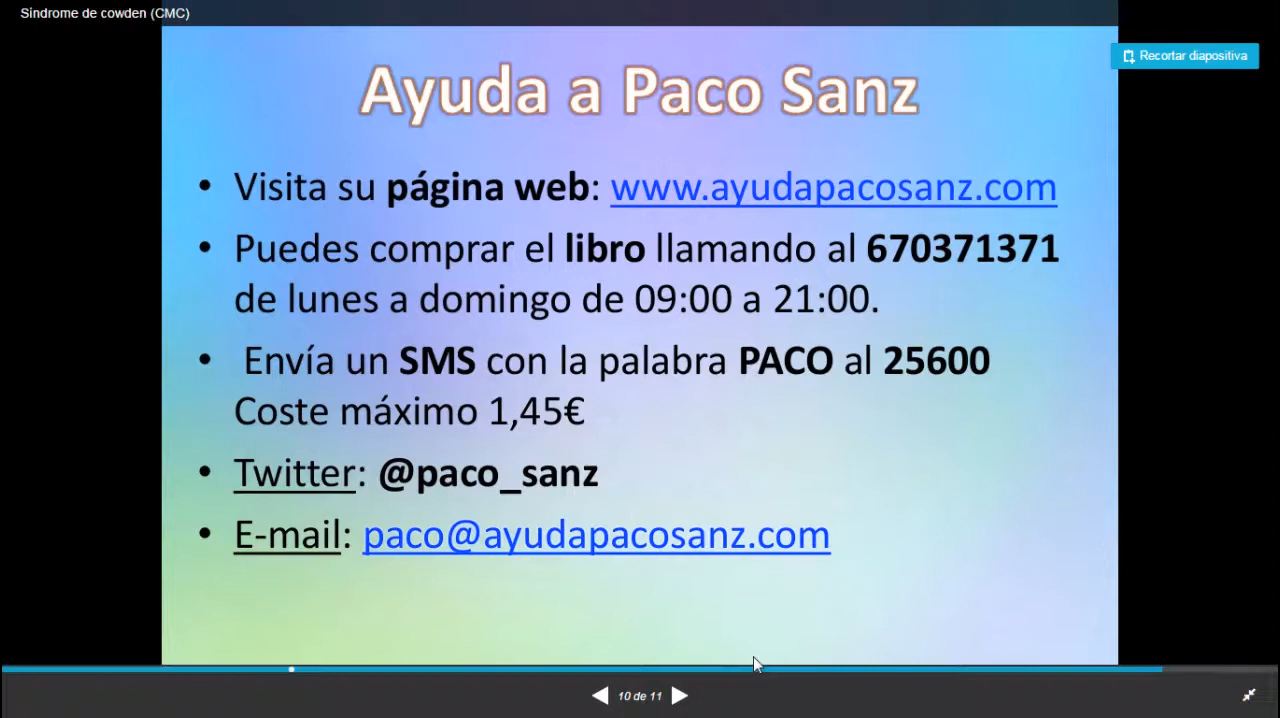 Síndrome de cowden (CMC)
Recortar diapositiva
Ayuda a Paco Sanz
• Visita su página web: www.ayudapacosanz.com
• Puedes comprar el libro llamando al 670371371
de lunes a domingo de 09:00 a 21:00.
• Envía un SMS con la palabra PACO al 25600
Coste máximo 1,45€
• Twitter: @paco_sanz
• E-mail: paco@ayudapacosanz.com
10 de 11